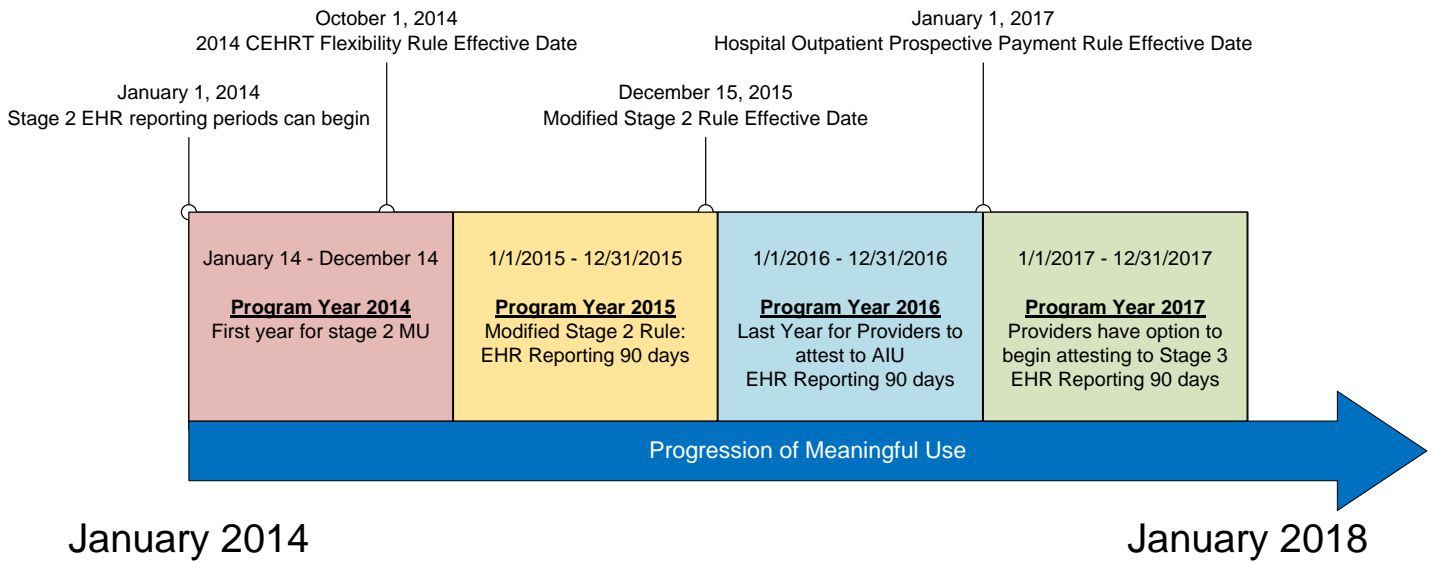 October 1, 2014
2014 CEHRT Flexibility Rule Effective Date
January 1, 2017
Hospital Outpatient Prospective Payment Rule Effective Date
January 1, 2014
Stage 2 EHR reporting periods can begin
December 15, 2015
Modified Stage 2 Rule Effective Date
January 14 - December 14
Program Year 2014
First year for stage 2 MU
1/1/2015 - 12/31/2015
Program Year 2015
Modified Stage 2 Rule:
EHR Reporting 90 days
1/1/2016 - 12/31/2016
Program Year 2016
Last Year for Providers to
attest to AIU
EHR Reporting 90 days
1/1/2017 - 12/31/2017
Program Year 2017
Providers have option to
begin attesting to Stage 3
EHR Reporting 90 days
Progression of Meaningful Use
January 2014
January 2018